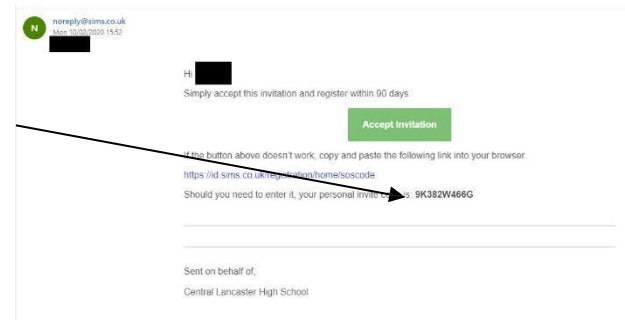 N
noreply@sims.co.uk
Mon 10/02/2020 15:52
Hi
Simply accept this invitation and register within 90 days.
Accept Invitation
If the button above doesn't work, copy and paste the following link into your browser.
https://id.sims.co.uk/registration/home/soscode
Should you need to enter it, your personal invite is: 9K382W466G
Sent on behalf of,
Central Lancaster High School